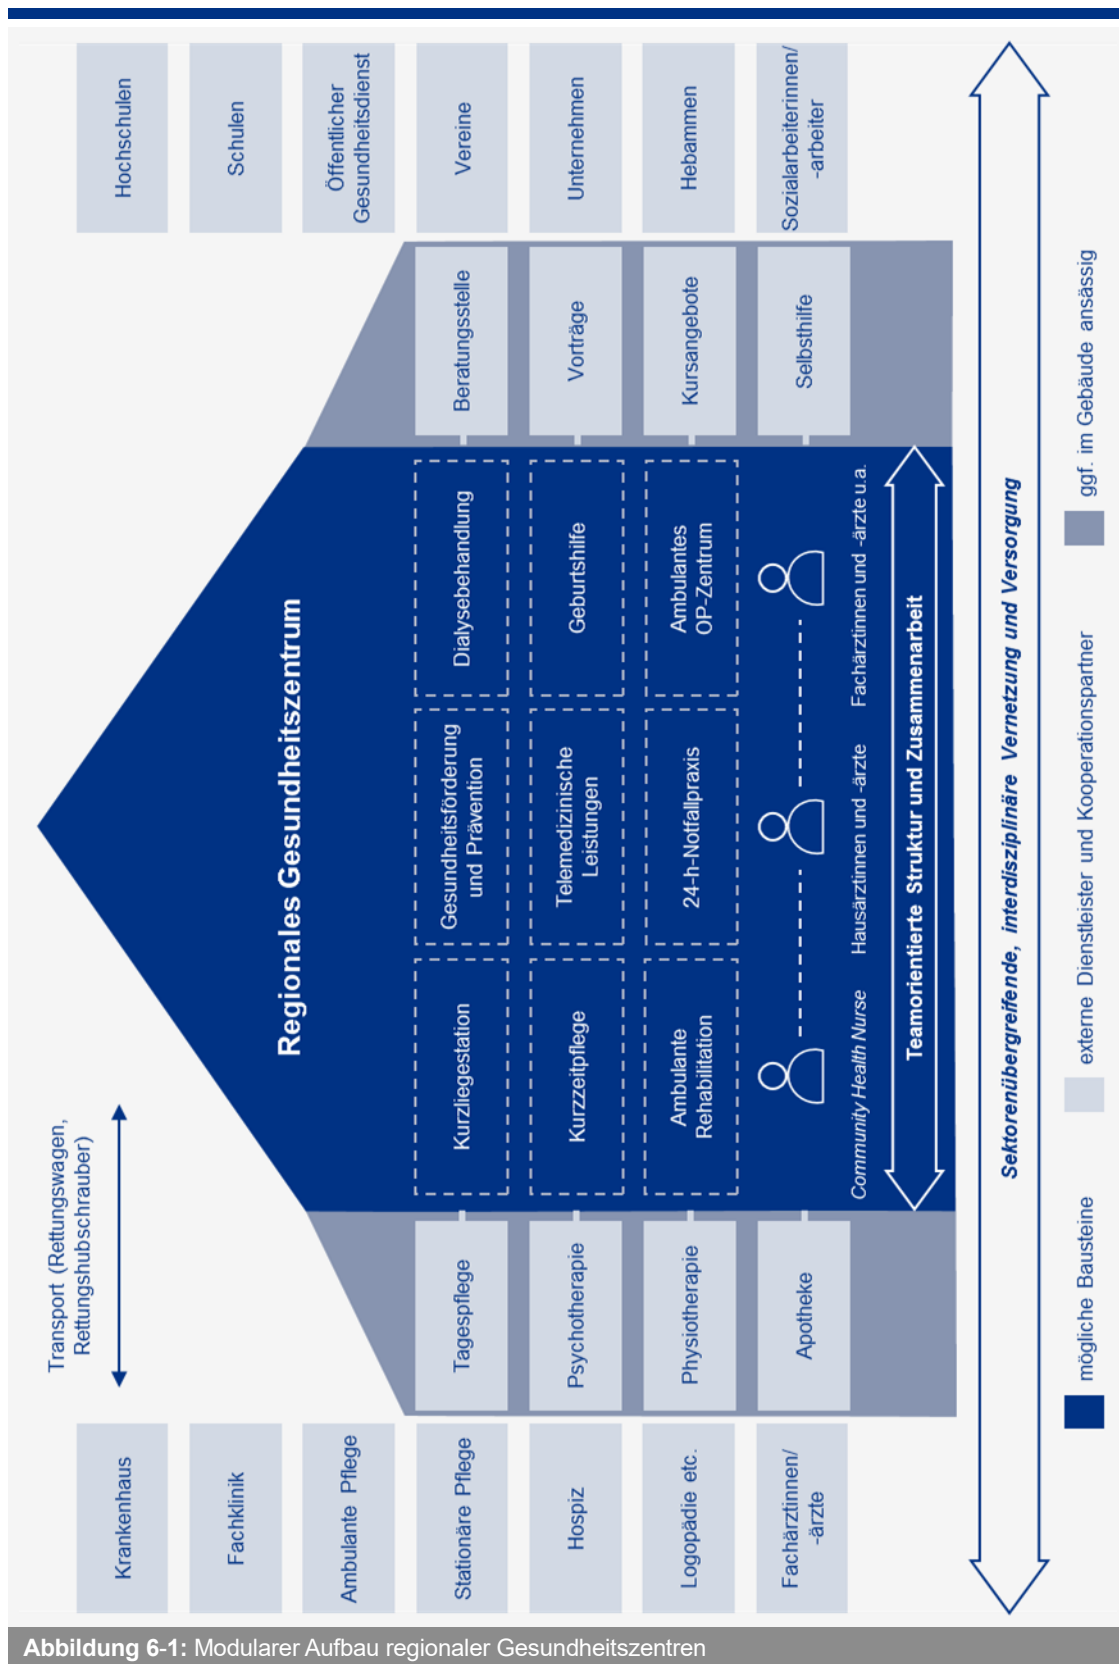 Transport (Rettungswagen,
Rettungshubschrauber)
Regionales Gesundheitszentrum
Krankenhaus
Fachklinik
Ambulante Pflege
Stationäre Pflege
Hospiz
Logopädie etc.
Fachärztinnen/
-ärzte
Tagespflege
Psychotherapie
Physiotherapie
Apotheke
Kurzliegestation
Kurzzeitpflege
Ambulante
Rehabilitation
Gesundheitsförderung
und Prävention
Telemedizinische
Leistungen
24-h-Notfallpraxis
Dialysebehandlung
Geburtshilfe
Ambulantes
OP-Zentrum
Beratungsstelle
Vorträge
Kursangebote
Selbsthilfe
Hochschulen
Schulen
Öffentlicher
Gesundheitsdienst
Vereine
Unternehmen
Hebammen
Sozialarbeiterinnen/
-arbeiter
Community Health Nurse
Hausärztinnen und -ärzte
Fachärztinnen und -ärzte u.a.
Teamorientierte Struktur und Zusammenarbeit
Sektorenübergreifende, interdisziplinäre Vernetzung und Versorgung
mögliche Bausteine
externe Dienstleister und Kooperationspartner
ggf. im Gebäude ansässig
Abbildung 6-1: Modularer Aufbau regionaler Gesundheitszentren